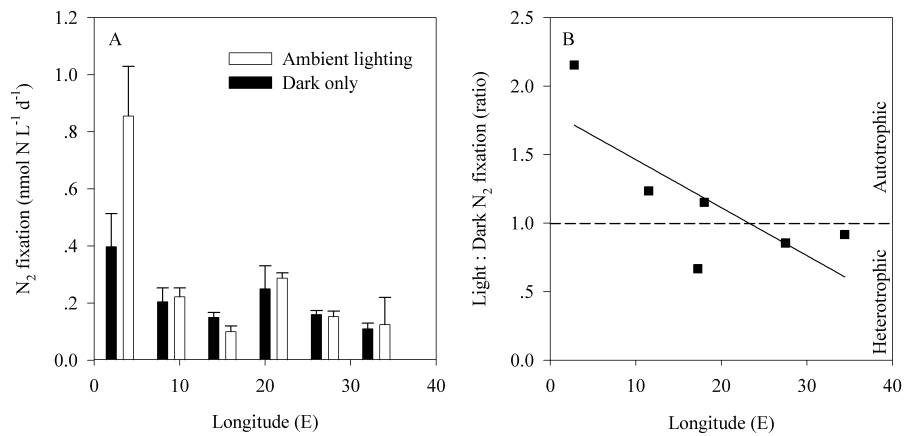 A
Ambient lighting
Dark only
N2 fixation (nmol N L-1 d-1)
1.2
1.0
.8
.6
.4
.2
0.0
0
10
20
30
40
Longitude (E)
B
Light : Dark N2 fixation (ratio)
2.5
2.0
1.5
1.0
.5
0.0
Autotrophic
Heterotrophic
0
10
20
30
40
Longitude (E)